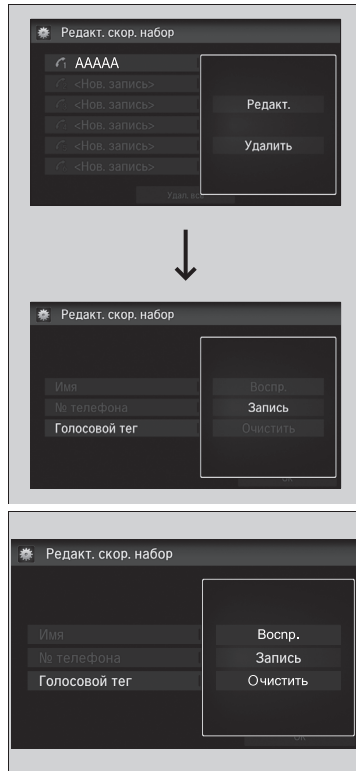 Редакт. скор. набор
AAAAA
<Нов. запись>
<Нов. запись>
<Нов. запись>
<Нов. запись>
<Нов. запись>
Редакт.
Удалить
Удал. все
Редакт. скор. набор
Имя
№ телефона
Голосовой тег
Воспр.
Запись
Очистить
OK
Редакт. скор. набор
Имя
№ телефона
Голосовой тег
Воспр.
Запись
Очистить
OK